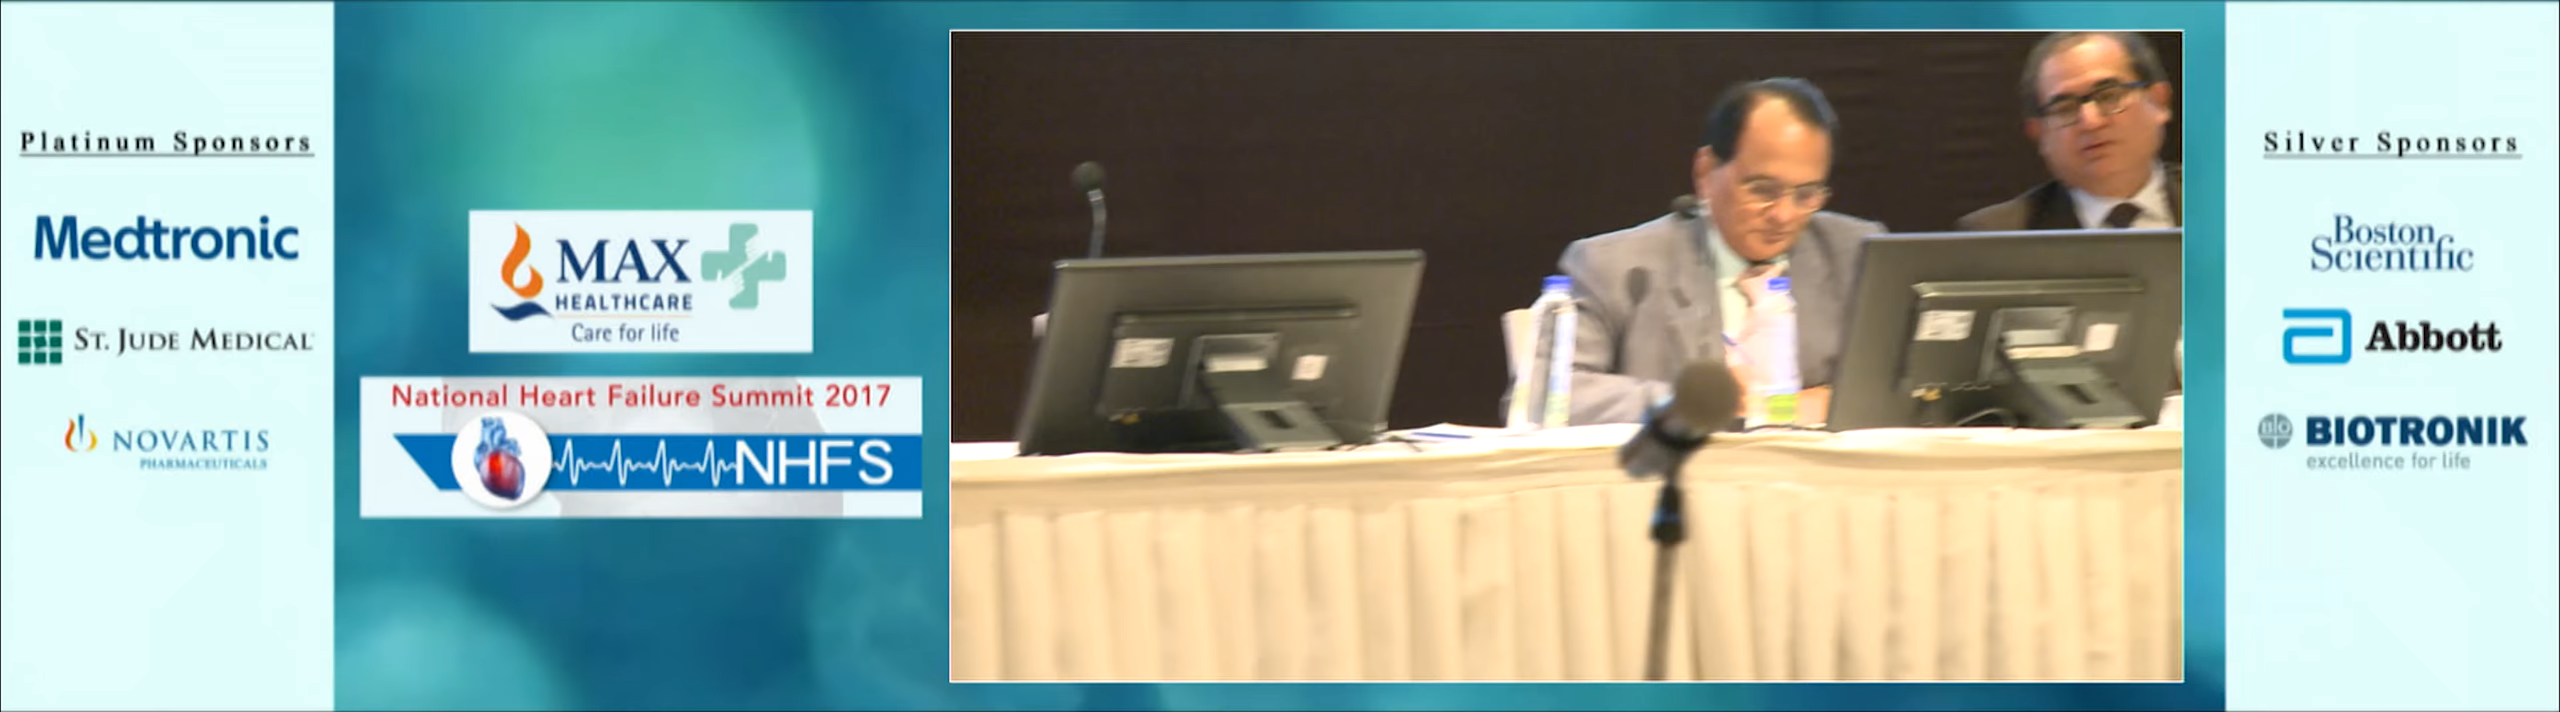 Platinum Sponsors
Medtronic
ST. JUDE MEDICAL
NOVARTIS
PHARMACEUTICALS
MAX
HEALTHCARE
Care for life
National Heart Failure Summit 2017
NHFS
Silver Sponsors
Boston
Scientific
Abbott
BIO
BIOTRONIK
excellence for life